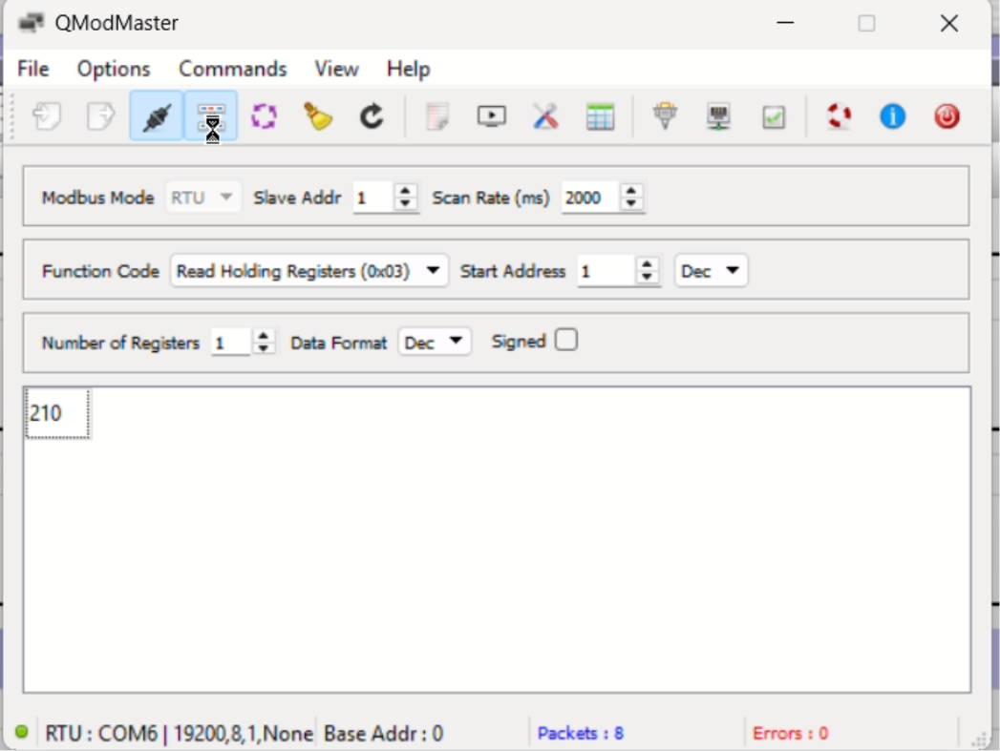 QModMaster
File Options Commands View Help
Modbus Mode RTU Slave Addr 1 Scan Rate (ms) 2000
Function Code Read Holding Registers (0x03) Start Address 1 Dec
Number of Registers 1 Data Format Dec Signed
210
RTU : COM6 | 19200,8,1,None Base Addr : 0 Packets : 8 Errors : 0